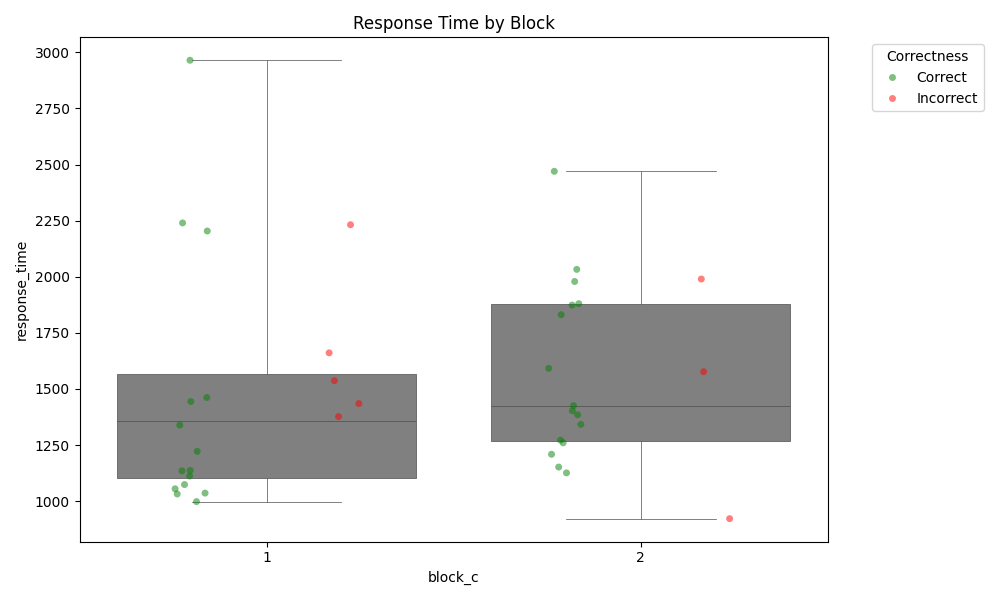 Response Time by Block
Correctness
Correct
Incorrect
response_time
3000
2750
2500
2250
2000
1750
1500
1250
1000
1
2
block_c